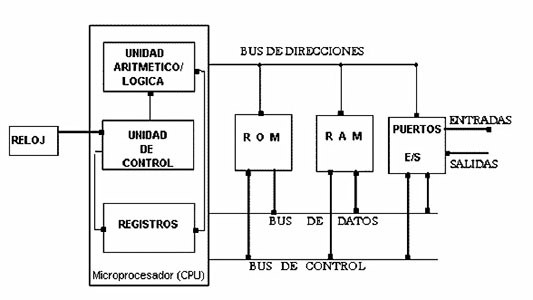 BUS DE DIRECCIONES
UNIDAD
ARITMETICO/
LOGICA
RELOJ
UNIDAD
DE
CONTROL
R O M
R A M
PUERTOS
E/S
ENTRADAS
SALIDAS
REGISTROS
BUS DE DATOS
BUS DE CONTROL
Microprocesador (CPU)